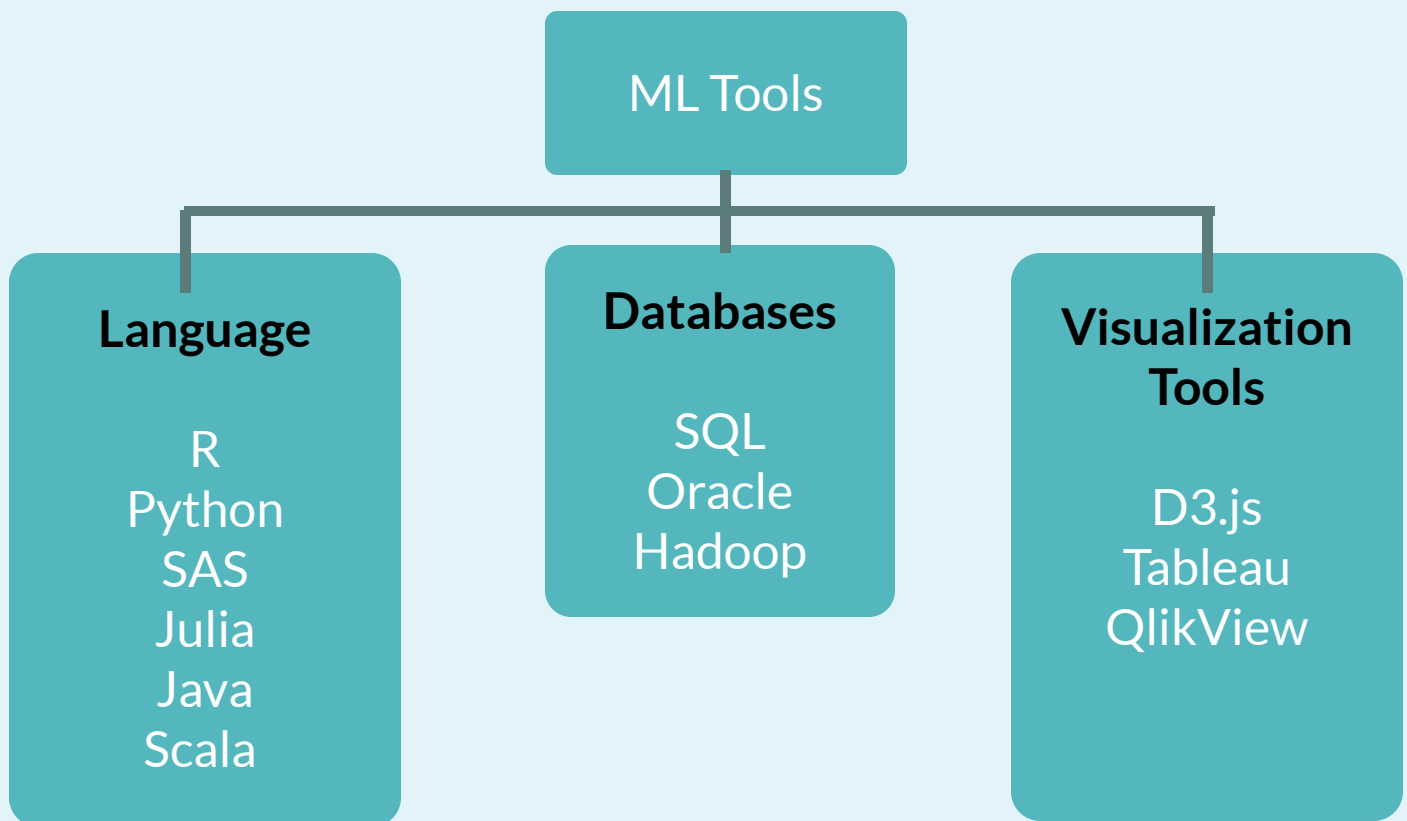 ML Tools
Language
R
Python
SAS
Julia
Java
Scala
Databases
SQL
Oracle
Hadoop
Visualization
Tools
D3.js
Tableau
QlikView